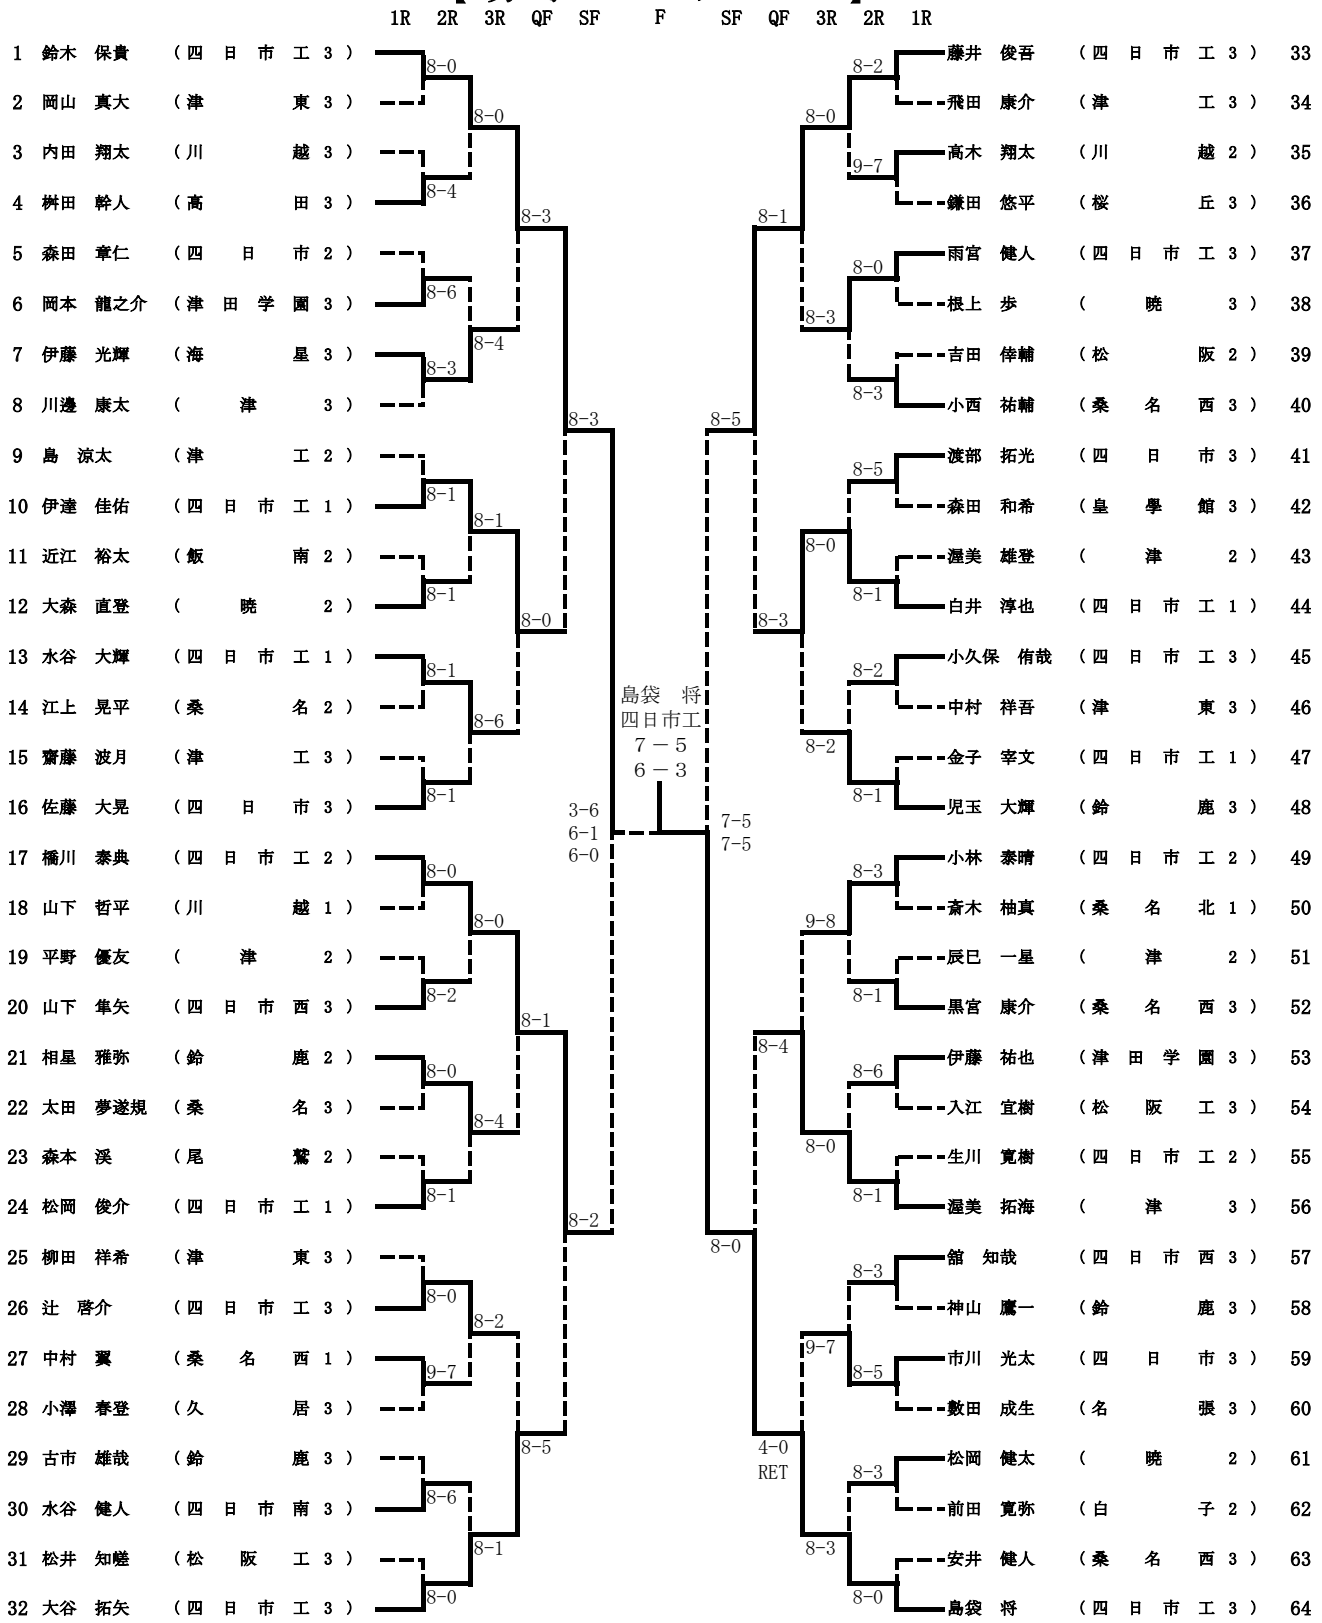 1R 2R 3R QF SF F SF QF 3R 2R 1R
1 鈴木 保貴 (四日市工3)
2 岡山 真大 (津東3)
3 内田 翔太 (川越3)
4 桝田 幹人 (高田3)
5 森田 章仁 (四日市2)
6 岡本 龍之介 (津田学園3)
7 伊藤 光輝 (海星3)
8 川邊 康太 (津3)
9 島 涼太 (津工2)
10 伊達 佳佑 (四日市工1)
11 近江 裕太 (飯南2)
12 大森 直登 (暁2)
13 水谷 大輝 (四日市工1)
14 江上 晃平 (桑名2)
15 齋藤 波月 (津工3)
16 佐藤 大晃 (四日市3)
17 橋川 泰典 (四日市工2)
18 山下 哲平 (川越1)
19 平野 優友 (津2)
20 山下 隼矢 (四日市西3)
21 相星 雅弥 (鈴鹿2)
22 太田 夢遂規 (桑名3)
23 森本 渓 (尾鷲2)
24 松岡 俊介 (四日市工1)
25 柳田 祥希 (津東3)
26 辻 啓介 (四日市工3)
27 中村 翼 (桑名西1)
28 小澤 春登 (久居3)
29 古市 雄哉 (鈴鹿3)
30 水谷 健人 (四日市南3)
31 松井 知嵯 (松阪工3)
32 大谷 拓矢 (四日市工3)
8-0
8-4
8-6
8-3
8-1
8-1
8-1
8-1
8-0
8-2
8-0
8-1
8-0
9-7
8-6
8-0
8-0
8-4
8-1
8-6
8-0
8-4
8-2
8-1
8-3
8-0
8-1
8-5
8-3
8-2
3-6
6-1
6-0
島袋 将
四日市工
7-5
6-3
7-5
7-5
8-5
8-0
8-1
8-3
8-4
4-0
RET
8-0
8-3
8-0
8-2
9-8
8-0
9-7
8-3
8-2
9-7
8-0
8-3
8-5
8-1
8-2
8-1
8-3
8-1
8-6
8-1
8-3
8-5
8-3
8-0
藤井 俊吾 (四日市工3) 33
飛田 康介 (津工3) 34
高木 翔太 (川越2) 35
鎌田 悠平 (桜丘3) 36
雨宮 健人 (四日市工3) 37
根上 歩 (暁3) 38
吉田 倖輔 (松阪2) 39
小西 祐輔 (桑名西3) 40
渡部 拓光 (四日市3) 41
森田 和希 (皇學館3) 42
渥美 雄登 (津2) 43
白井 淳也 (四日市工1) 44
小久保 侑哉 (四日市工3) 45
中村 祥吾 (津東3) 46
金子 宰文 (四日市工1) 47
児玉 大輝 (鈴鹿3) 48
小林 泰晴 (四日市工2) 49
斎木 柚真 (桑名北1) 50
辰巳 一星 (津2) 51
黒宮 康介 (桑名西3) 52
伊藤 祐也 (津田学園3) 53
入江 宜樹 (松阪工3) 54
生川 寛樹 (四日市工2) 55
渥美 拓海 (津3) 56
舘 知哉 (四日市西3) 57
神山 鷹一 (鈴鹿3) 58
市川 光太 (四日市3) 59
敷田 成生 (名張3) 60
松岡 健太 (暁2) 61
前田 寛弥 (白子2) 62
安井 健人 (桑名西3) 63
島袋 将 (四日市工3) 64